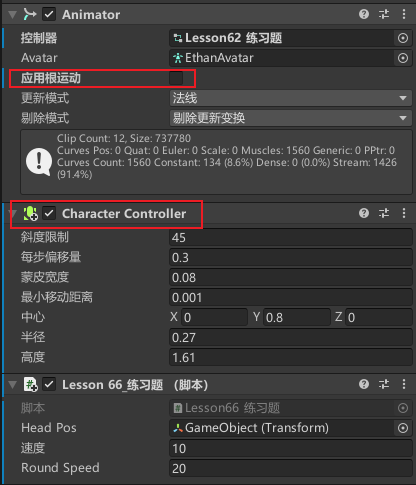 Animator
控制器 Lesson62 练习题
Avatar EthanAvatar
应用根运动
更新模式 法线
剔除模式 剔除更新变换
Clip Count: 12, Size: 737780
Curves Pos: 0 Quat: 0 Euler: 0 Scale: 0 Muscles: 1560 Generic: 0 PPtr: 0
Curves Count: 1560 Constant: 134 (8.6%) Dense: 0 (0.0%) Stream: 1426
(91.4%)
Character Controller
斜度限制 45
每步偏移量 0.3
蒙皮宽度 0.08
最小移动距离 0.001
中心 X 0 Y 0.8 Z 0
半径 0.27
高度 1.61
Lesson 66_练习题 （脚本）
脚本 Lesson66 练习题
Head Pos GameObject (Transform)
速度 10
Round Speed 20